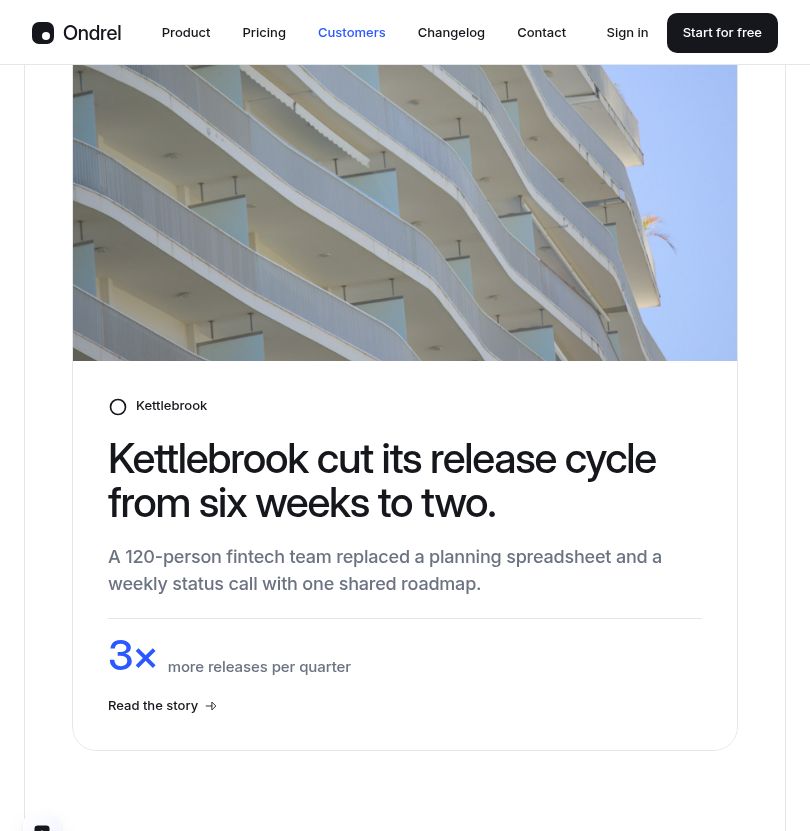 Ondrel
Product
Pricing
Customers
Changelog
Contact
Sign in
Start for free
Kettlebrook
Kettlebrook cut its release cycle
from six weeks to two.
A 120-person fintech team replaced a planning spreadsheet and a
weekly status call with one shared roadmap.
3×
more releases per quarter
Read the story